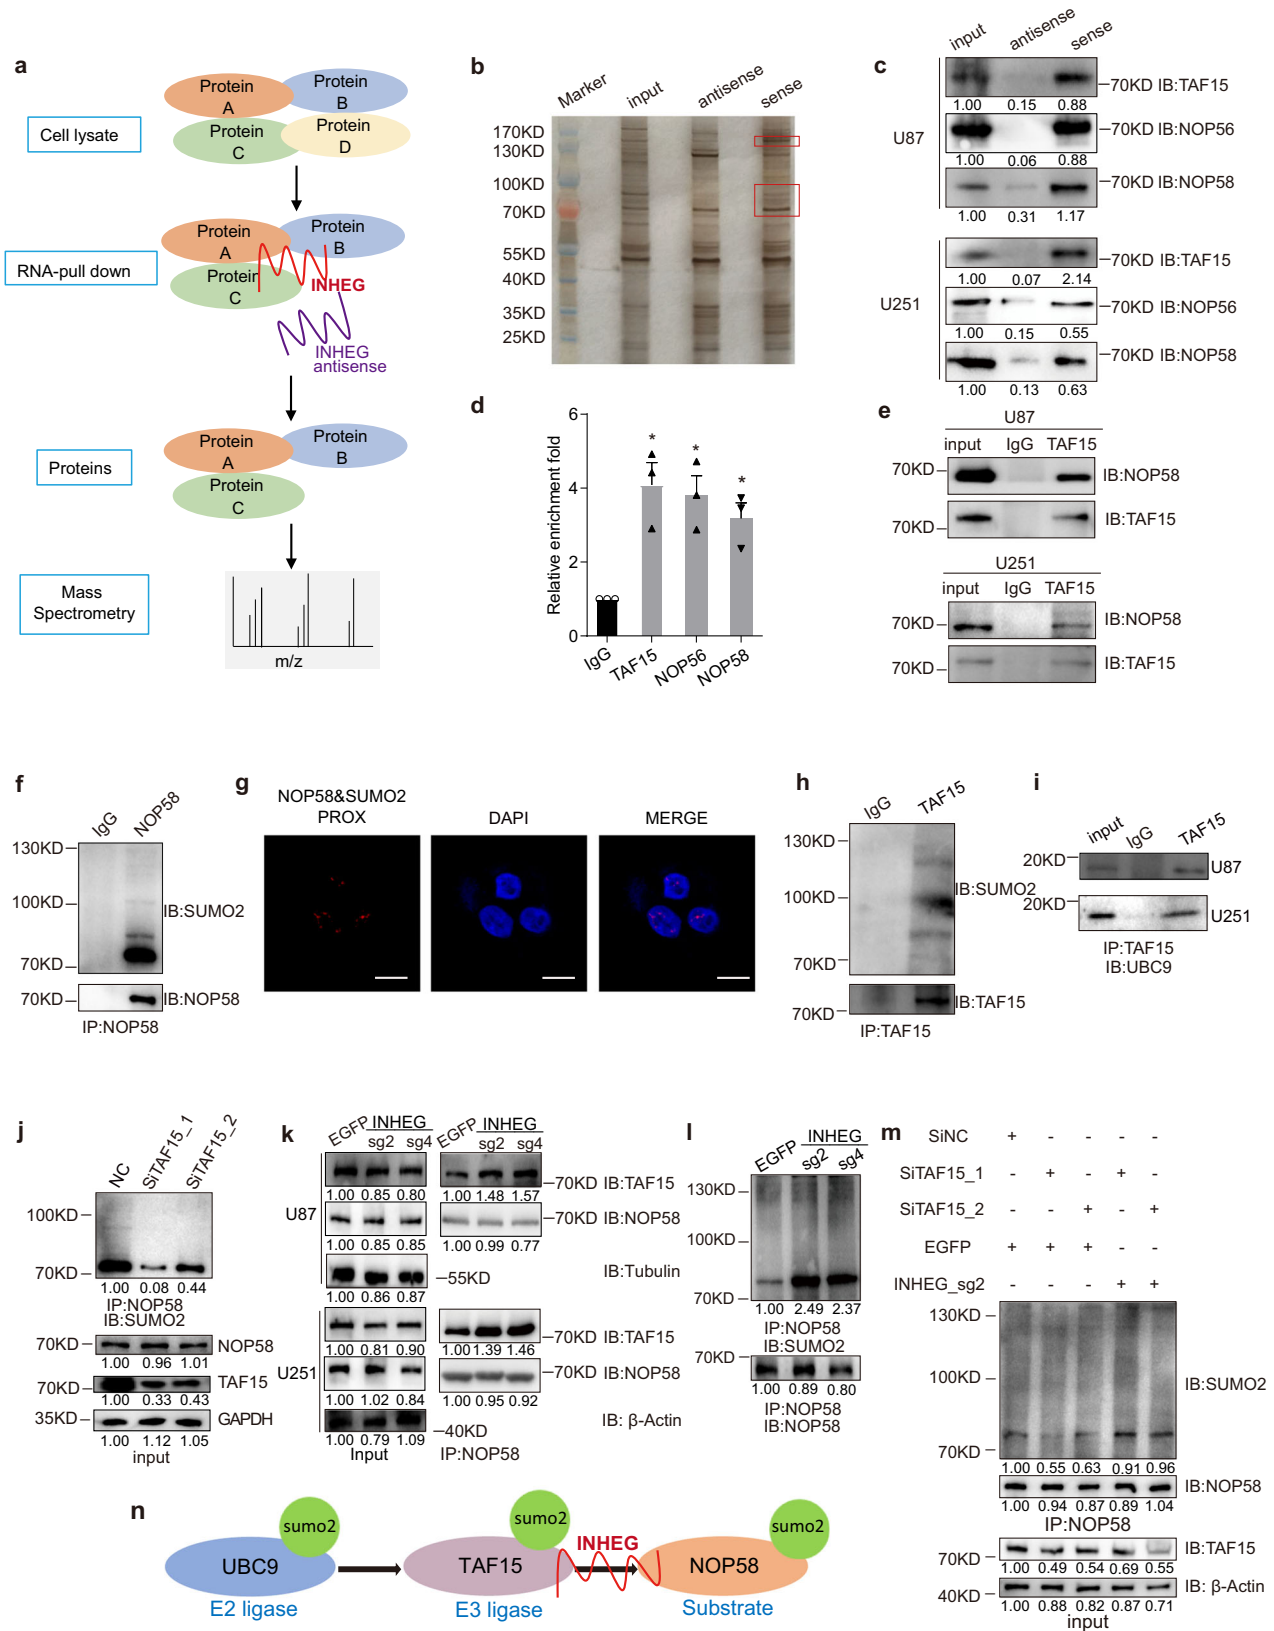 a
Protein
A
Protein
B
Protein
C
Protein
D
Cell lysate
RNA-pull down
Protein
A
Protein
B
Protein
C
INHEG
INHEG
antisense
Proteins
Protein
A
Protein
B
Protein
C
Mass
Spectrometry
m/z
b
Marker input antisense sense
170KD
130KD
100KD
70KD
55KD
40KD
35KD
25KD
c
input antisense sense
U87
70KD IB:TAF15
1.00 0.15 0.88
70KD IB:NOP56
1.00 0.06 0.88
70KD IB:NOP58
1.00 0.31 1.17
U251
70KD IB:TAF15
1.00 0.07 2.14
70KD IB:NOP56
1.00 0.15 0.55
70KD IB:NOP58
1.00 0.13 0.63
d
Relative enrichment fold
6
4
2
0
* * *
IgG TAF15 NOP56 NOP58
e
U87
input IgG TAF15
70KD IB:NOP58
70KD IB:TAF15
U251
input IgG TAF15
70KD IB:NOP58
70KD IB:TAF15
f
IgG NOP58
130KD
100KD
IB:SUMO2
70KD
70KD IB:NOP58
IP:NOP58
g
NOP58&SUMO2
PROX
DAPI
MERGE
h
IgG TAF15
130KD
100KD
IB:SUMO2
70KD
70KD IB:TAF15
IP:TAF15
i
input IgG TAF15
20KD U87
20KD U251
IP:TAF15
IB:UBC9
j
NC SiTAF15_1 SiTAF15_2
100KD
70KD
1.00 0.08 0.44
IP:NOP58
IB:SUMO2
70KD NOP58
1.00 0.96 1.01
70KD TAF15
1.00 0.33 0.43
35KD GAPDH
1.00 1.12 1.05
input
k
EGFP INHEG sg2 sg4 EGFP INHEG sg2 sg4
U87
70KD IB:TAF15
1.00 0.85 0.80 1.00 1.48 1.57
70KD IB:NOP58
1.00 0.85 0.85 1.00 0.99 0.77
55KD IB:Tubulin
1.00 0.86 0.87
U251
70KD IB:TAF15
1.00 0.81 0.90 1.00 1.39 1.46
70KD IB:NOP58
1.00 1.02 0.84 1.00 0.95 0.92
40KD IB: β-Actin
1.00 0.79 1.09
Input IP:NOP58
l
EGFP INHEG sg2 sg4
130KD
100KD
70KD
1.00 2.49 2.37
IP:NOP58
IB:SUMO2
70KD
1.00 0.89 0.80
IP:NOP58
IB:NOP58
m
SiNC + - - - -
SiTAF15_1 - + - + -
SiTAF15_2 - - + - +
EGFP + + + - -
INHEG_sg2 - - - + +
130KD
100KD
IB:SUMO2
70KD
1.00 0.55 0.63 0.91 0.96
IB:NOP58
1.00 0.94 0.87 0.89 1.04
IP:NOP58
70KD IB:TAF15
1.00 0.49 0.54 0.69 0.55
40KD IB: β-Actin
1.00 0.88 0.82 0.87 0.71
input
n
sumo2 sumo2 INHEG sumo2
UBC9 TAF15 NOP58
E2 ligase E3 ligase Substrate